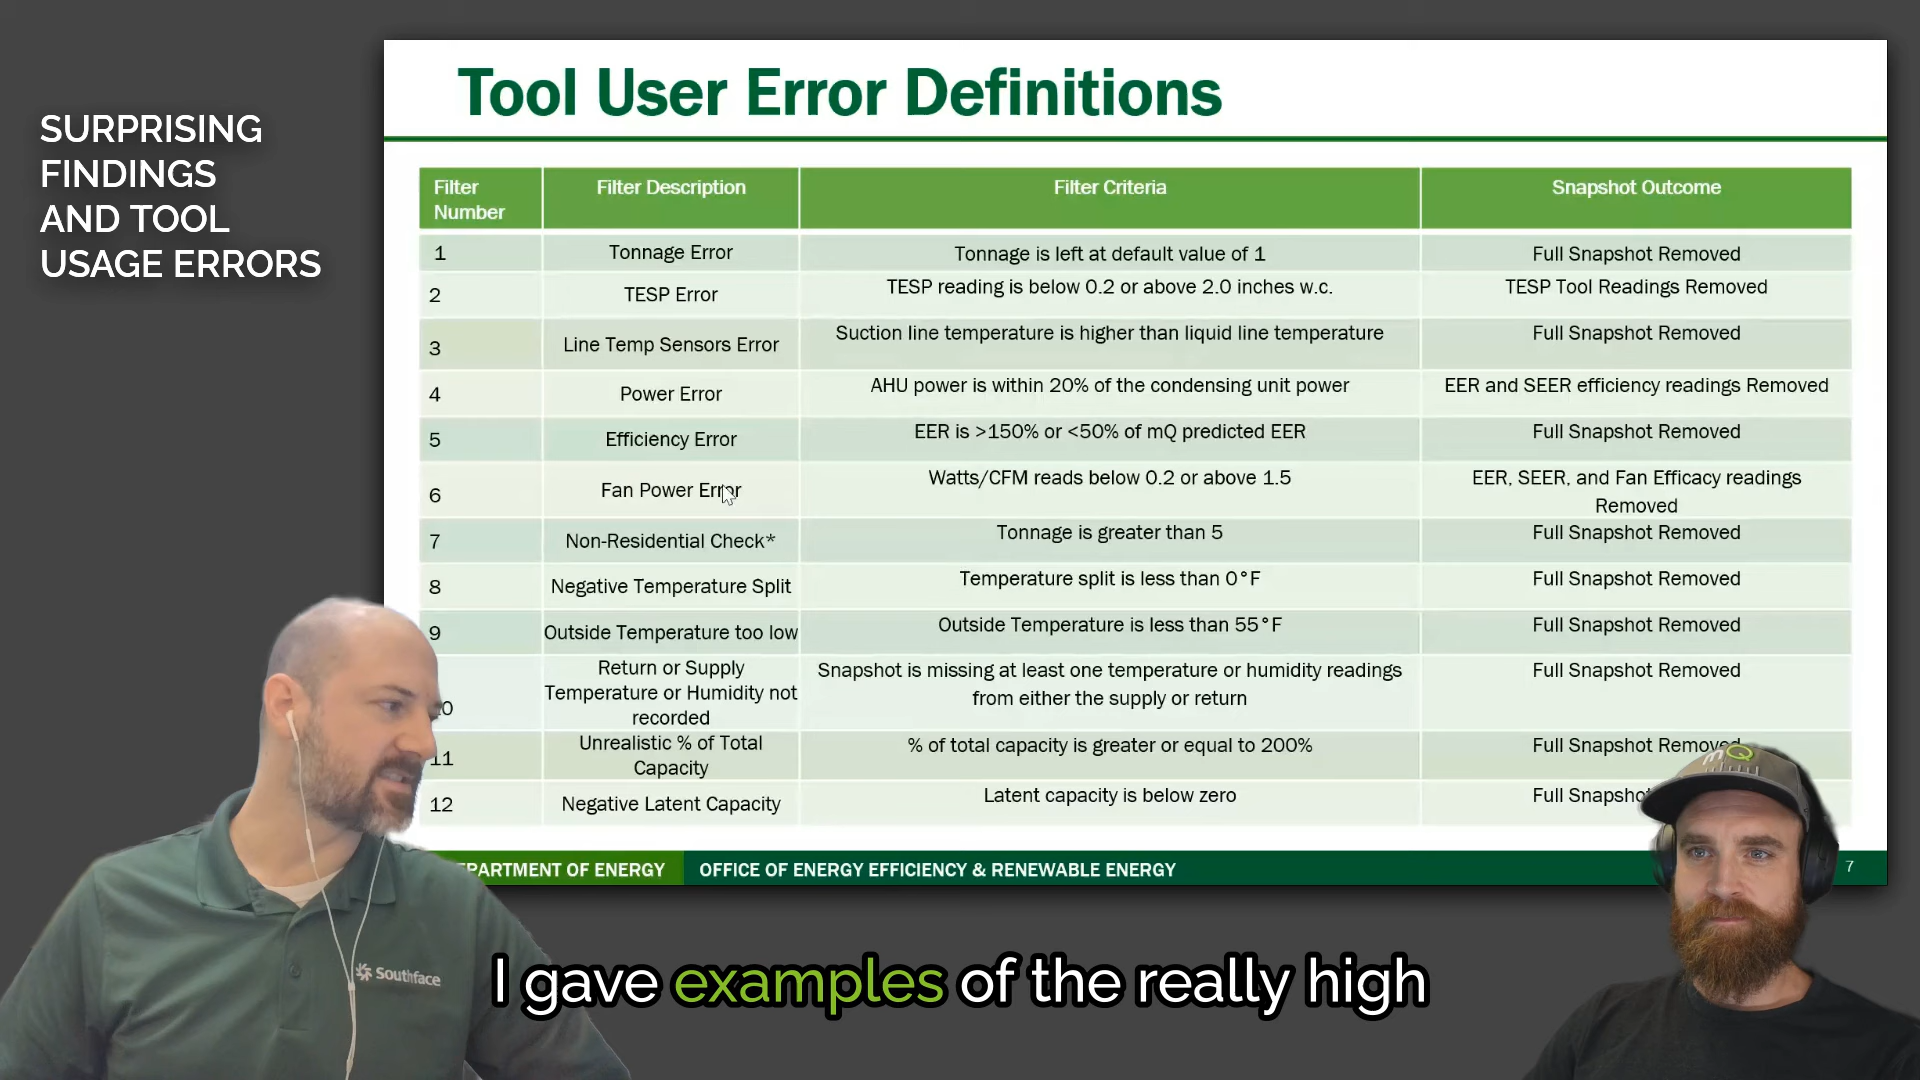 SURPRISING
FINDINGS
AND TOOL
USAGE ERRORS
Tool User Error Definitions
Filter Number
Filter Description
Filter Criteria
Snapshot Outcome
1
Tonnage Error
Tonnage is left at default value of 1
Full Snapshot Removed
2
TESP Error
TESP reading is below 0.2 or above 2.0 inches w.c.
TESP Tool Readings Removed
3
Line Temp Sensors Error
Suction line temperature is higher than liquid line temperature
Full Snapshot Removed
4
Power Error
AHU power is within 20% of the condensing unit power
EER and SEER efficiency readings Removed
5
Efficiency Error
EER is >150% or <50% of mQ predicted EER
Full Snapshot Removed
6
Fan Power Error
Watts/CFM reads below 0.2 or above 1.5
EER, SEER, and Fan Efficacy readings
Removed
7
Non-Residential Check*
Tonnage is greater than 5
Full Snapshot Removed
8
Negative Temperature Split
Temperature split is less than 0°F
Full Snapshot Removed
9
Outside Temperature too low
Outside Temperature is less than 55°F
Full Snapshot Removed
0
Return or Supply
Temperature or Humidity not
recorded
Snapshot is missing at least one temperature or humidity readings
from either the supply or return
Full Snapshot Removed
11
Unrealistic % of Total
Capacity
% of total capacity is greater or equal to 200%
Full Snapshot Removed
12
Negative Latent Capacity
Latent capacity is below zero
Full Snapshot
PARTMENT OF ENERGY
OFFICE OF ENERGY EFFICIENCY & RENEWABLE ENERGY
7
mQ
Southface
I gave examples of the really high